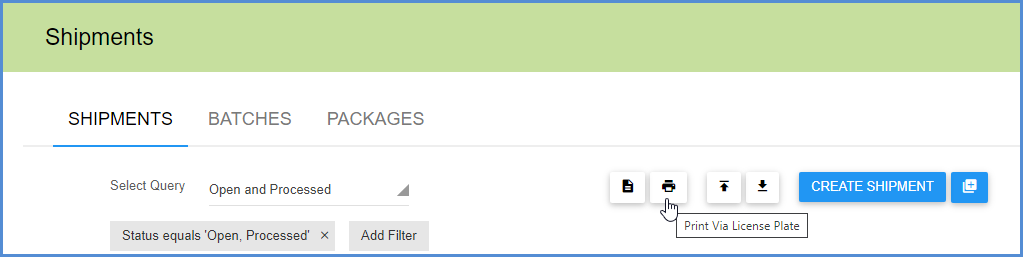 Shipments
SHIPMENTS BATCHES PACKAGES
Select Query Open and Processed CREATE SHIPMENT
Print Via License Plate
Status equals 'Open, Processed' × Add Filter